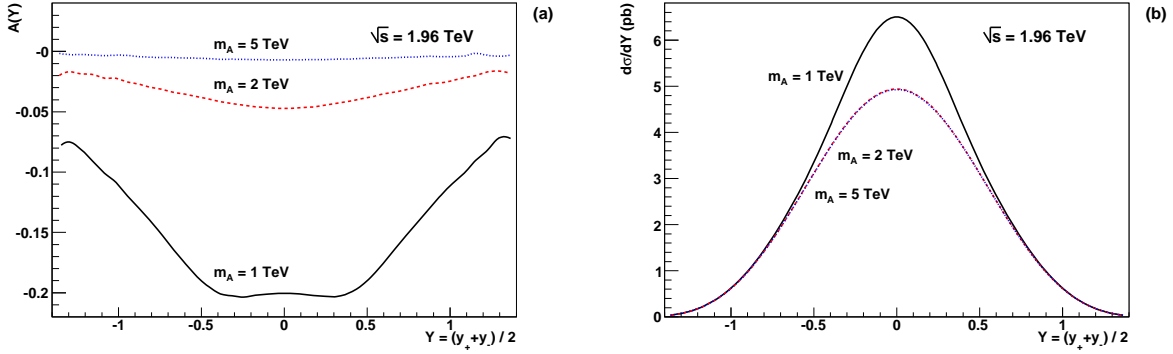 A(Y)
(a)
√s = 1.96 TeV
m_A = 5 TeV
m_A = 2 TeV
m_A = 1 TeV
-0
-0.05
-0.1
-0.15
-0.2
-1 -0.5 0 0.5 1
Y = (y_+ + y_-) / 2
dσ/dY (pb)
(b)
√s = 1.96 TeV
m_A = 1 TeV
m_A = 2 TeV
m_A = 5 TeV
6
5
4
3
2
1
0
-1 -0.5 0 0.5 1
Y = (y_+ + y_-) / 2